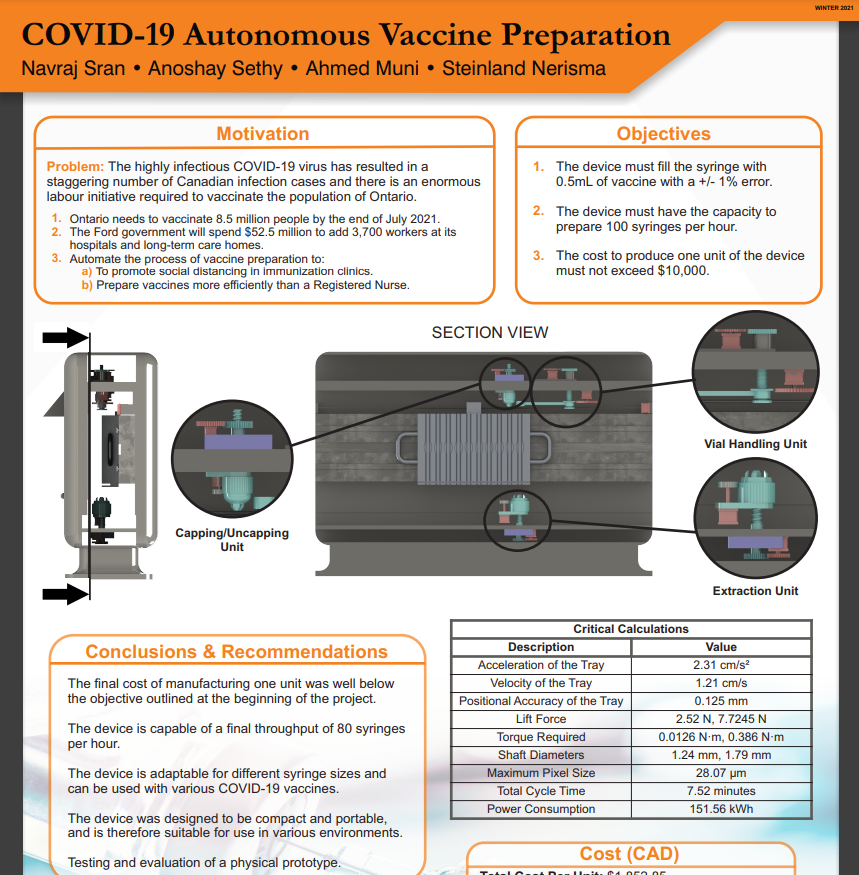 WINTER 2021
COVID-19 Autonomous Vaccine Preparation
Navraj Sran • Anoshay Sethy • Ahmed Muni • Steinland Nerisma
Motivation
Problem: The highly infectious COVID-19 virus has resulted in a
staggering number of Canadian infection cases and there is an enormous
labour initiative required to vaccinate the population of Ontario.
1. Ontario needs to vaccinate 8.5 million people by the end of July 2021.
2. The Ford government will spend $52.5 million to add 3,700 workers at its
hospitals and long-term care homes.
3. Automate the process of vaccine preparation to:
a) To promote social distancing in immunization clinics.
b) Prepare vaccines more efficiently than a Registered Nurse.
Objectives
1. The device must fill the syringe with
0.5mL of vaccine with a +/- 1% error.
2. The device must have the capacity to
prepare 100 syringes per hour.
3. The cost to produce one unit of the device
must not exceed $10,000.
SECTION VIEW
Capping/Uncapping
Unit
Vial Handling Unit
Extraction Unit
Conclusions & Recommendations
The final cost of manufacturing one unit was well below
the objective outlined at the beginning of the project.
The device is capable of a final throughput of 80 syringes
per hour.
The device is adaptable for different syringe sizes and
can be used with various COVID-19 vaccines.
The device was designed to be compact and portable,
and is therefore suitable for use in various environments.
Testing and evaluation of a physical prototype.
Critical Calculations
Description Value
Acceleration of the Tray 2.31 cm/s²
Velocity of the Tray 1.21 cm/s
Positional Accuracy of the Tray 0.125 mm
Lift Force 2.52 N, 7.7245 N
Torque Required 0.0126 N·m, 0.386 N·m
Shaft Diameters 1.24 mm, 1.79 mm
Maximum Pixel Size 28.07 μm
Total Cycle Time 7.52 minutes
Power Consumption 151.56 kWh
Cost (CAD)
Total Cost Per Unit: